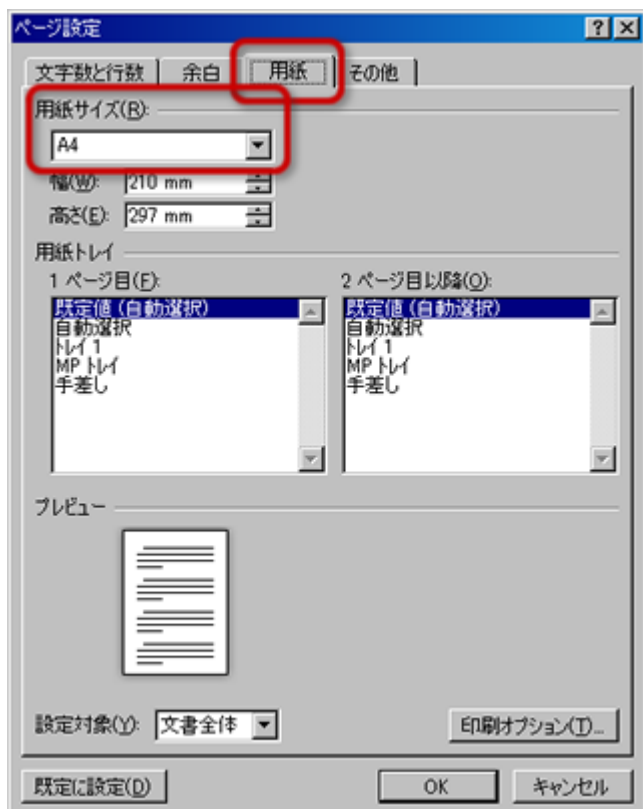 ページ設定
文字数と行数 余白 用紙 その他
用紙サイズ(R):
A4
幅(W): 210 mm
高さ(E): 297 mm
用紙トレイ
1 ページ目(F): 2 ページ目以降(O):
既定値 (自動選択) 既定値 (自動選択)
自動選択 自動選択
トレイ 1 トレイ 1
MP トレイ MP トレイ
手差し 手差し
プレビュー
設定対象(Y): 文書全体 印刷オプション(T)...
既定に設定(D) OK キャンセル